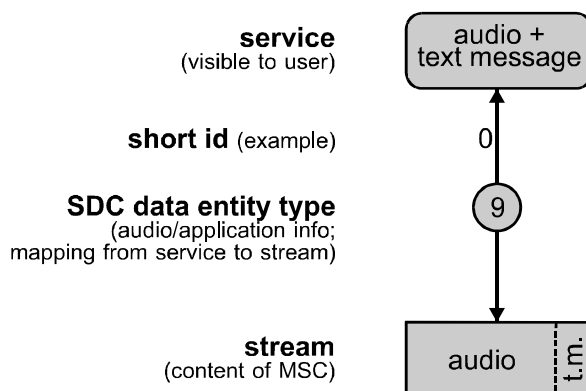 service
(visible to user)
audio +
text message
short id (example)
0
SDC data entity type
(audio/application info;
mapping from service to stream)
9
stream
(content of MSC)
audio
t.m.